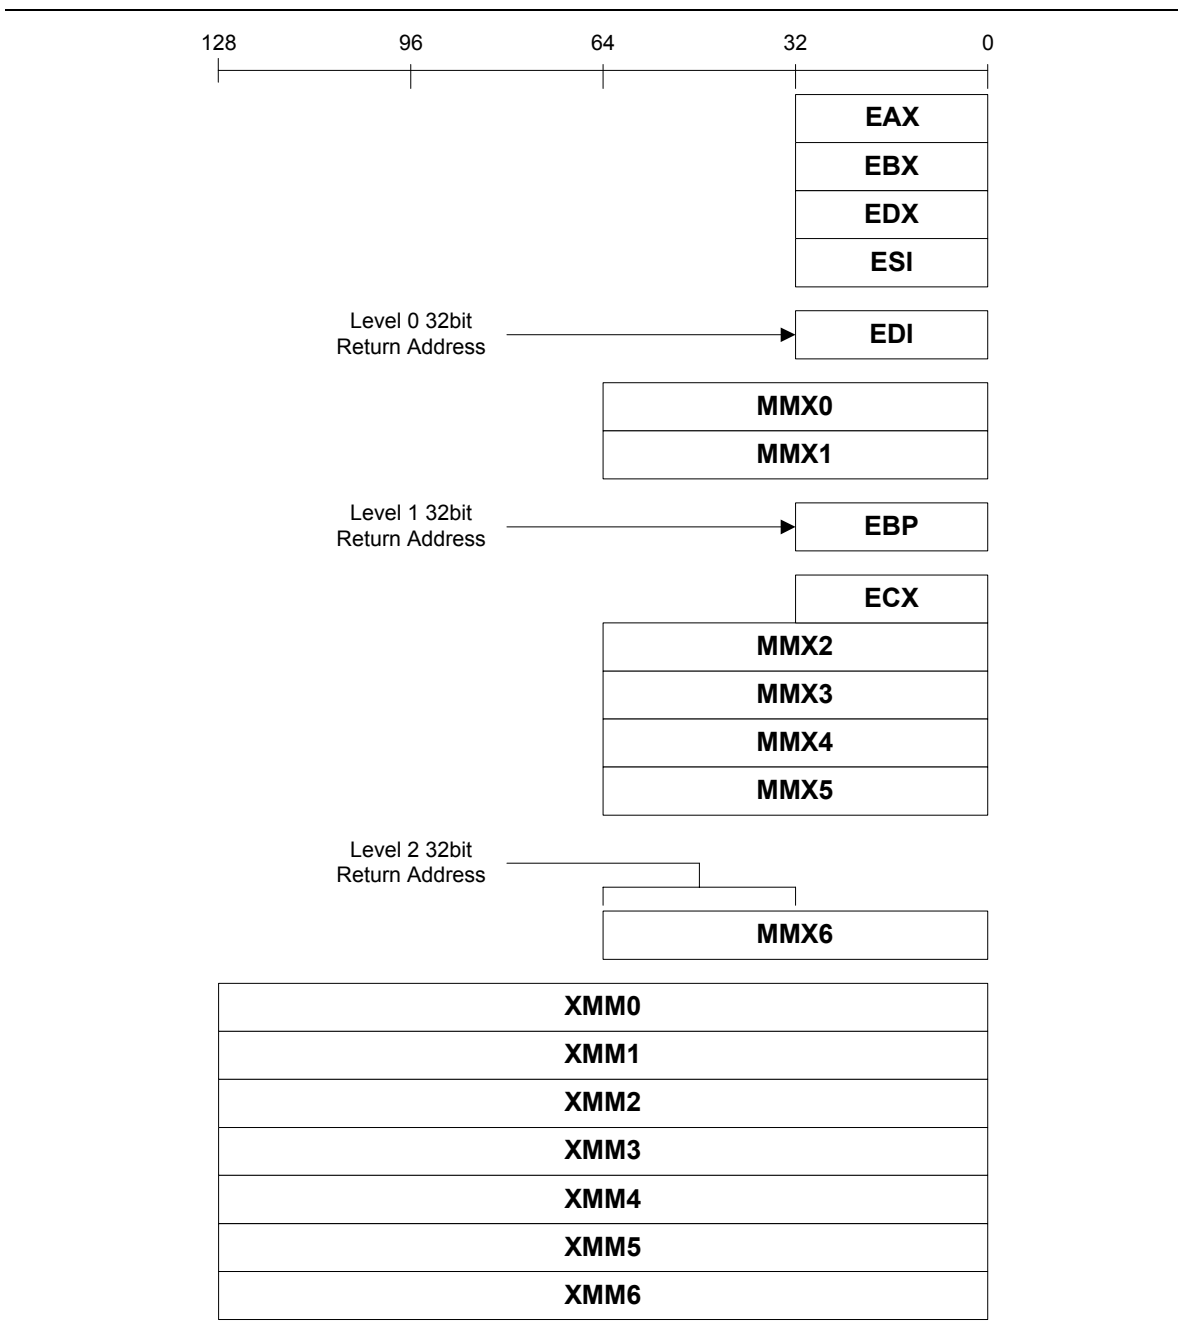 128 96 64 32 0
EAX
EBX
EDX
ESI
Level 0 32bit
Return Address
EDI
MMX0
MMX1
Level 1 32bit
Return Address
EBP
ECX
MMX2
MMX3
MMX4
MMX5
Level 2 32bit
Return Address
MMX6
XMM0
XMM1
XMM2
XMM3
XMM4
XMM5
XMM6